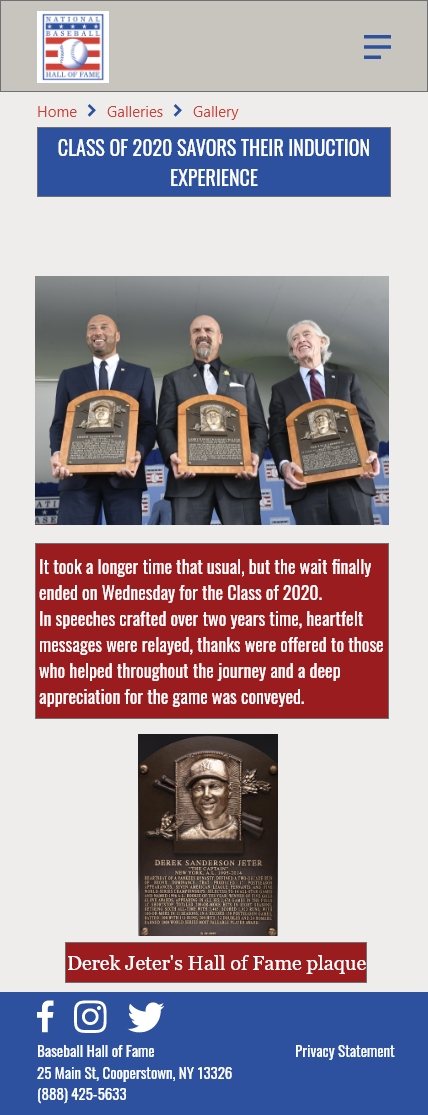 NATIONAL
BASEBALL
HALL OF FAME
Home > Galleries > Gallery
CLASS OF 2020 SAVORS THEIR INDUCTION
EXPERIENCE
It took a longer time that usual, but the wait finally
ended on Wednesday for the Class of 2020.
In speeches crafted over two years time, heartfelt
messages were relayed, thanks were offered to those
who helped throughout the journey and a deep
appreciation for the game was conveyed.
DEREK SANDERSON JETER
"THE CAPTAIN"
NEW YORK, A.L. 1995-2014
Derek Jeter's Hall of Fame plaque
Baseball Hall of Fame
Privacy Statement
25 Main St, Cooperstown, NY 13326
(888) 425-5633